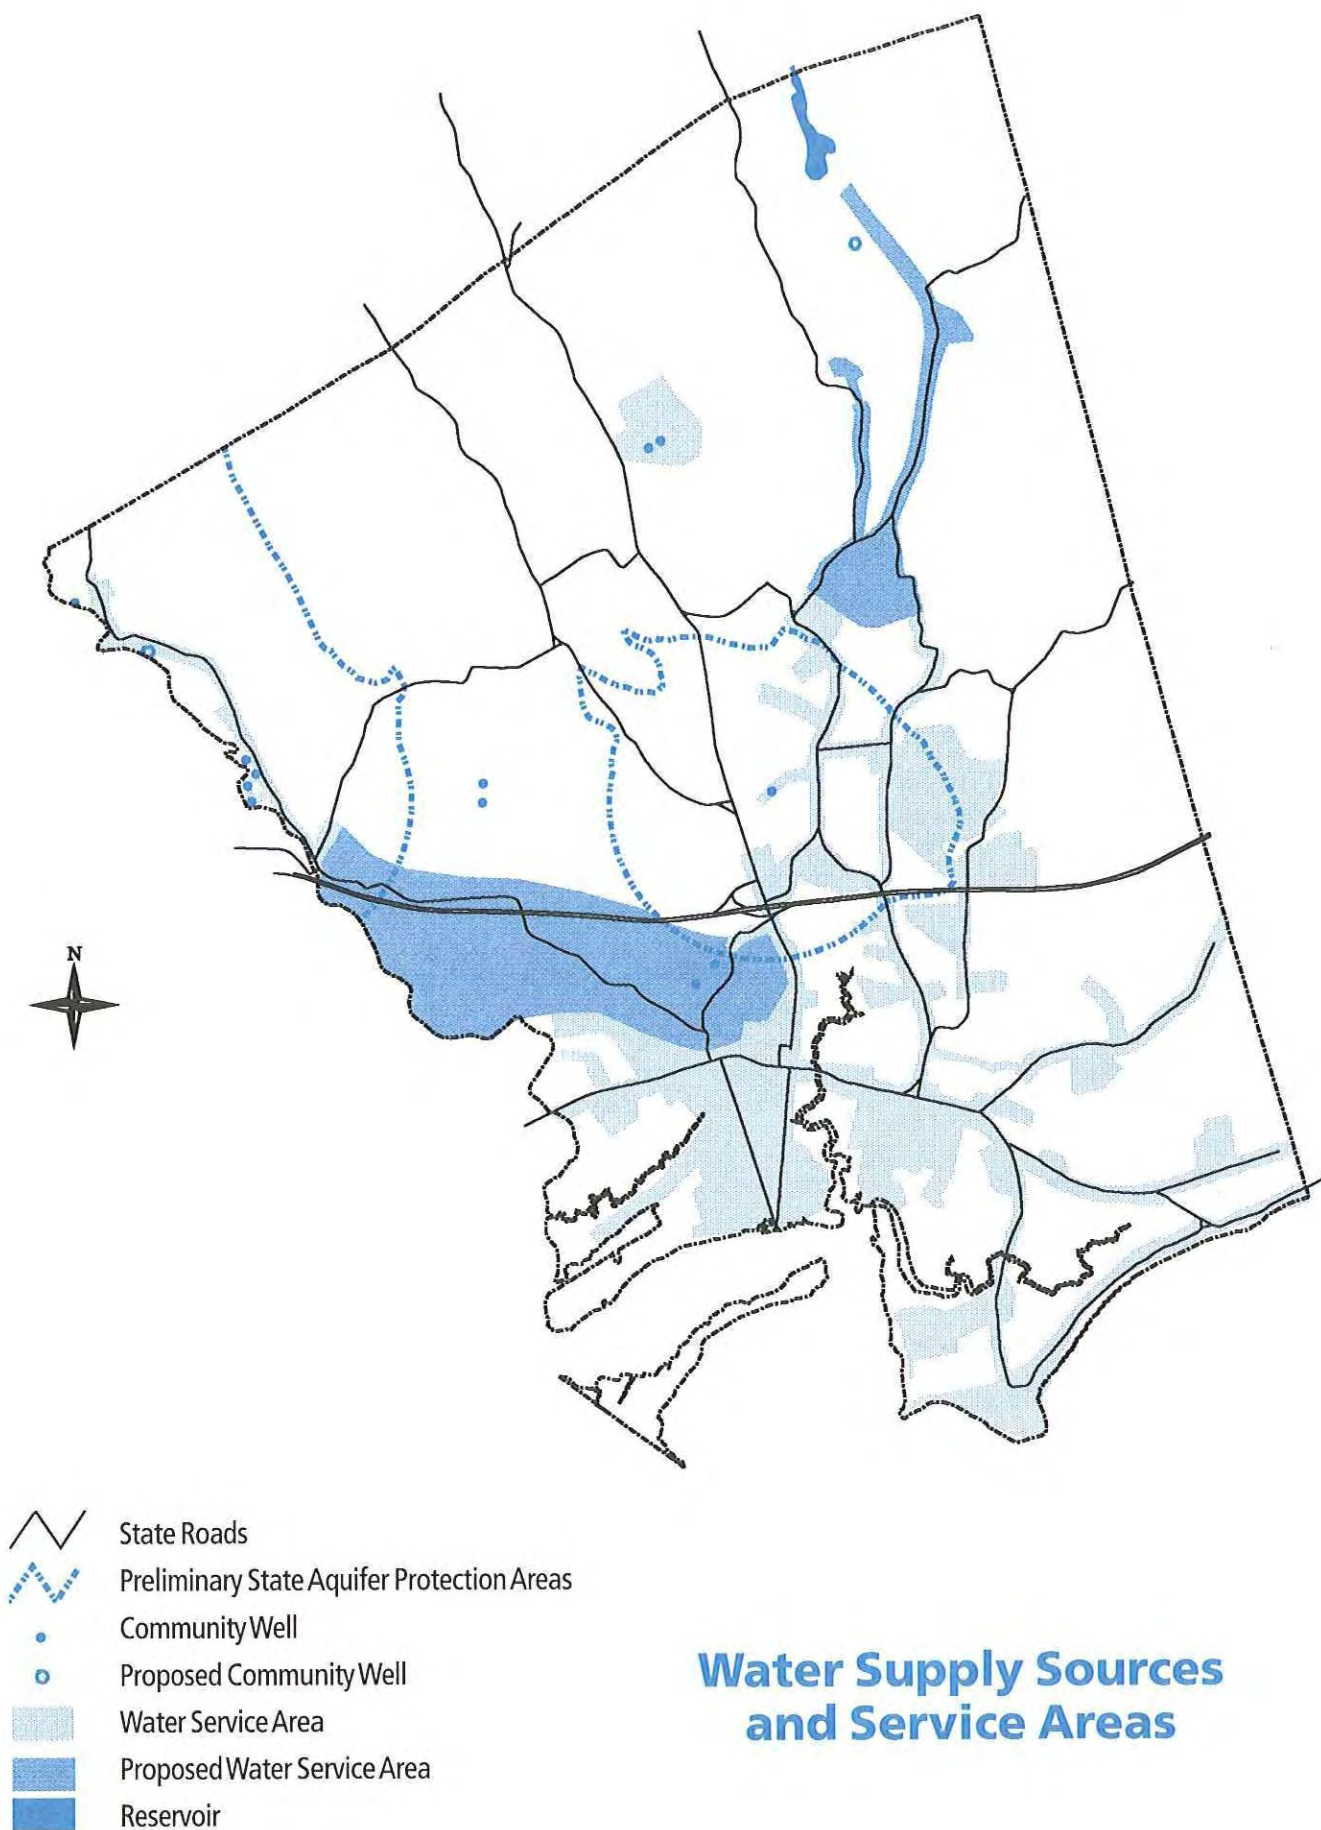 N
State Roads
Preliminary State Aquifer Protection Areas
Community Well
Proposed Community Well
Water Service Area
Proposed Water Service Area
Reservoir
Water Supply Sources
and Service Areas